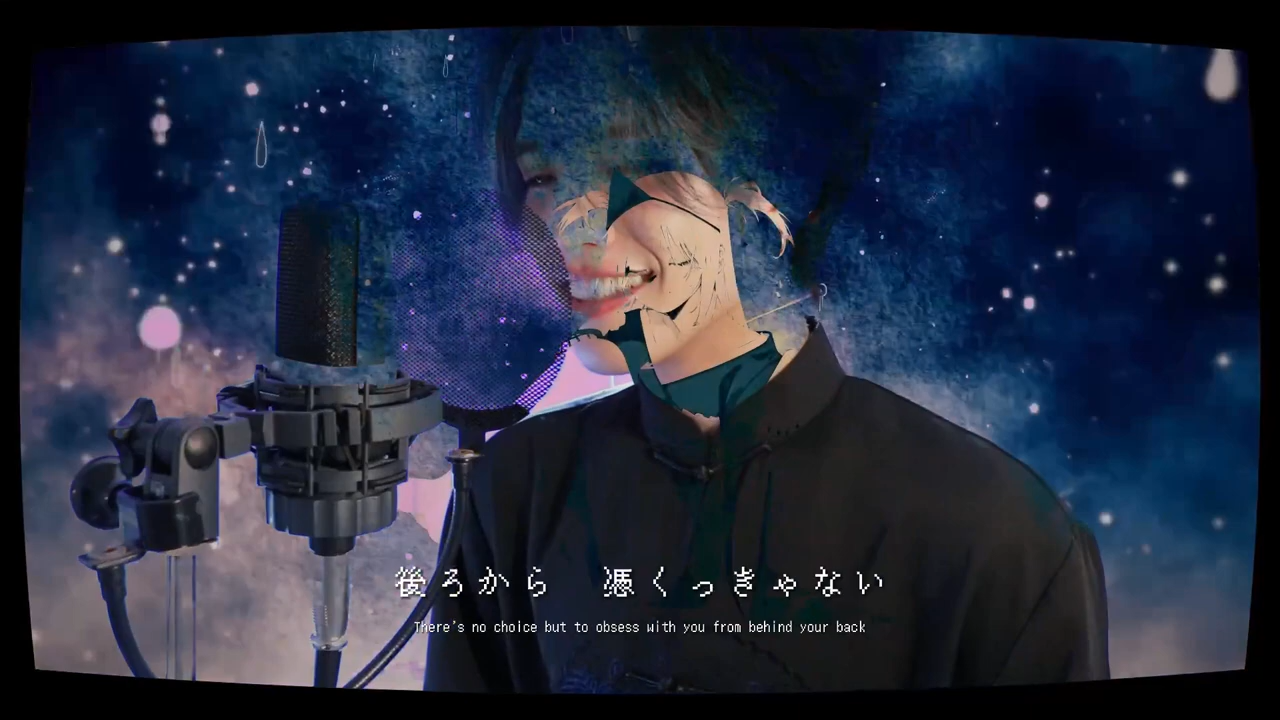 後ろから　憑くっきゃない
There's no choice but to obsess with you from behind your back